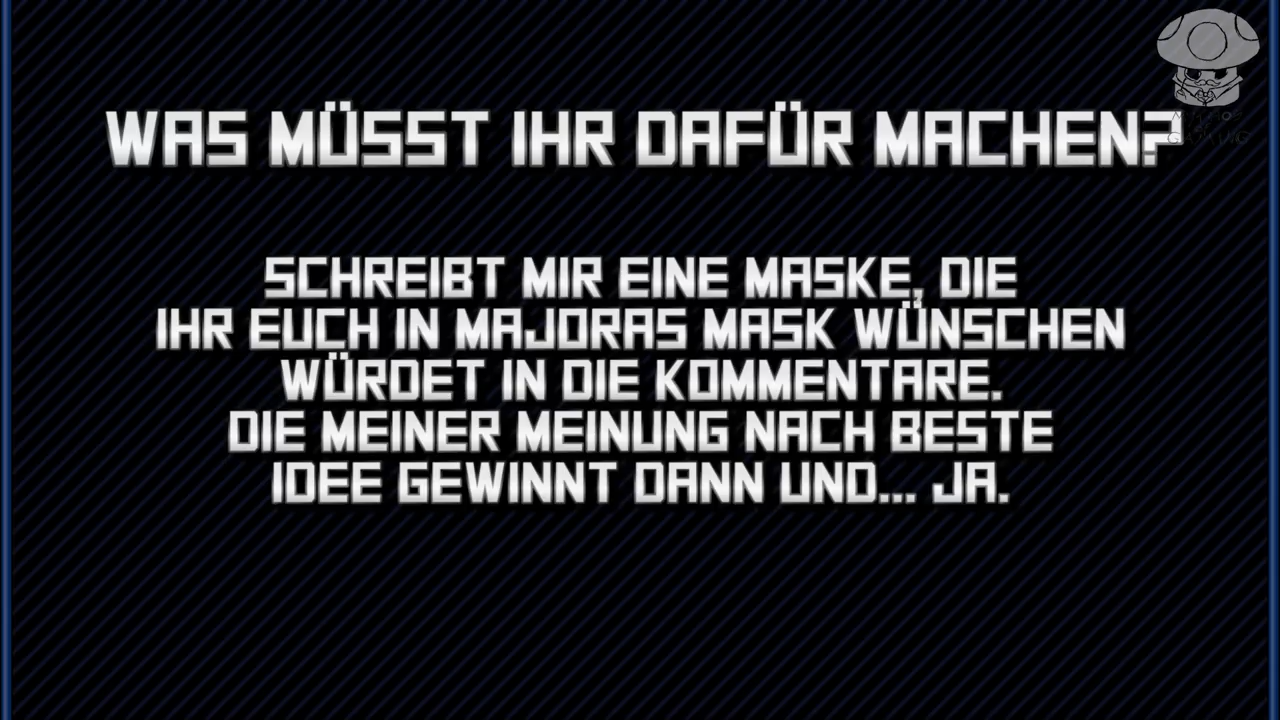 WAS MÜSST IHR DAFÜR MACHEN?
SCHREIBT MIR EINE MASKE, DIE
IHR EUCH IN MAJORAS MASK WÜNSCHEN
WÜRDET IN DIE KOMMENTARE.
DIE MEINER MEINUNG NACH BESTE
IDEE GEWINNT DANN UND... JA.